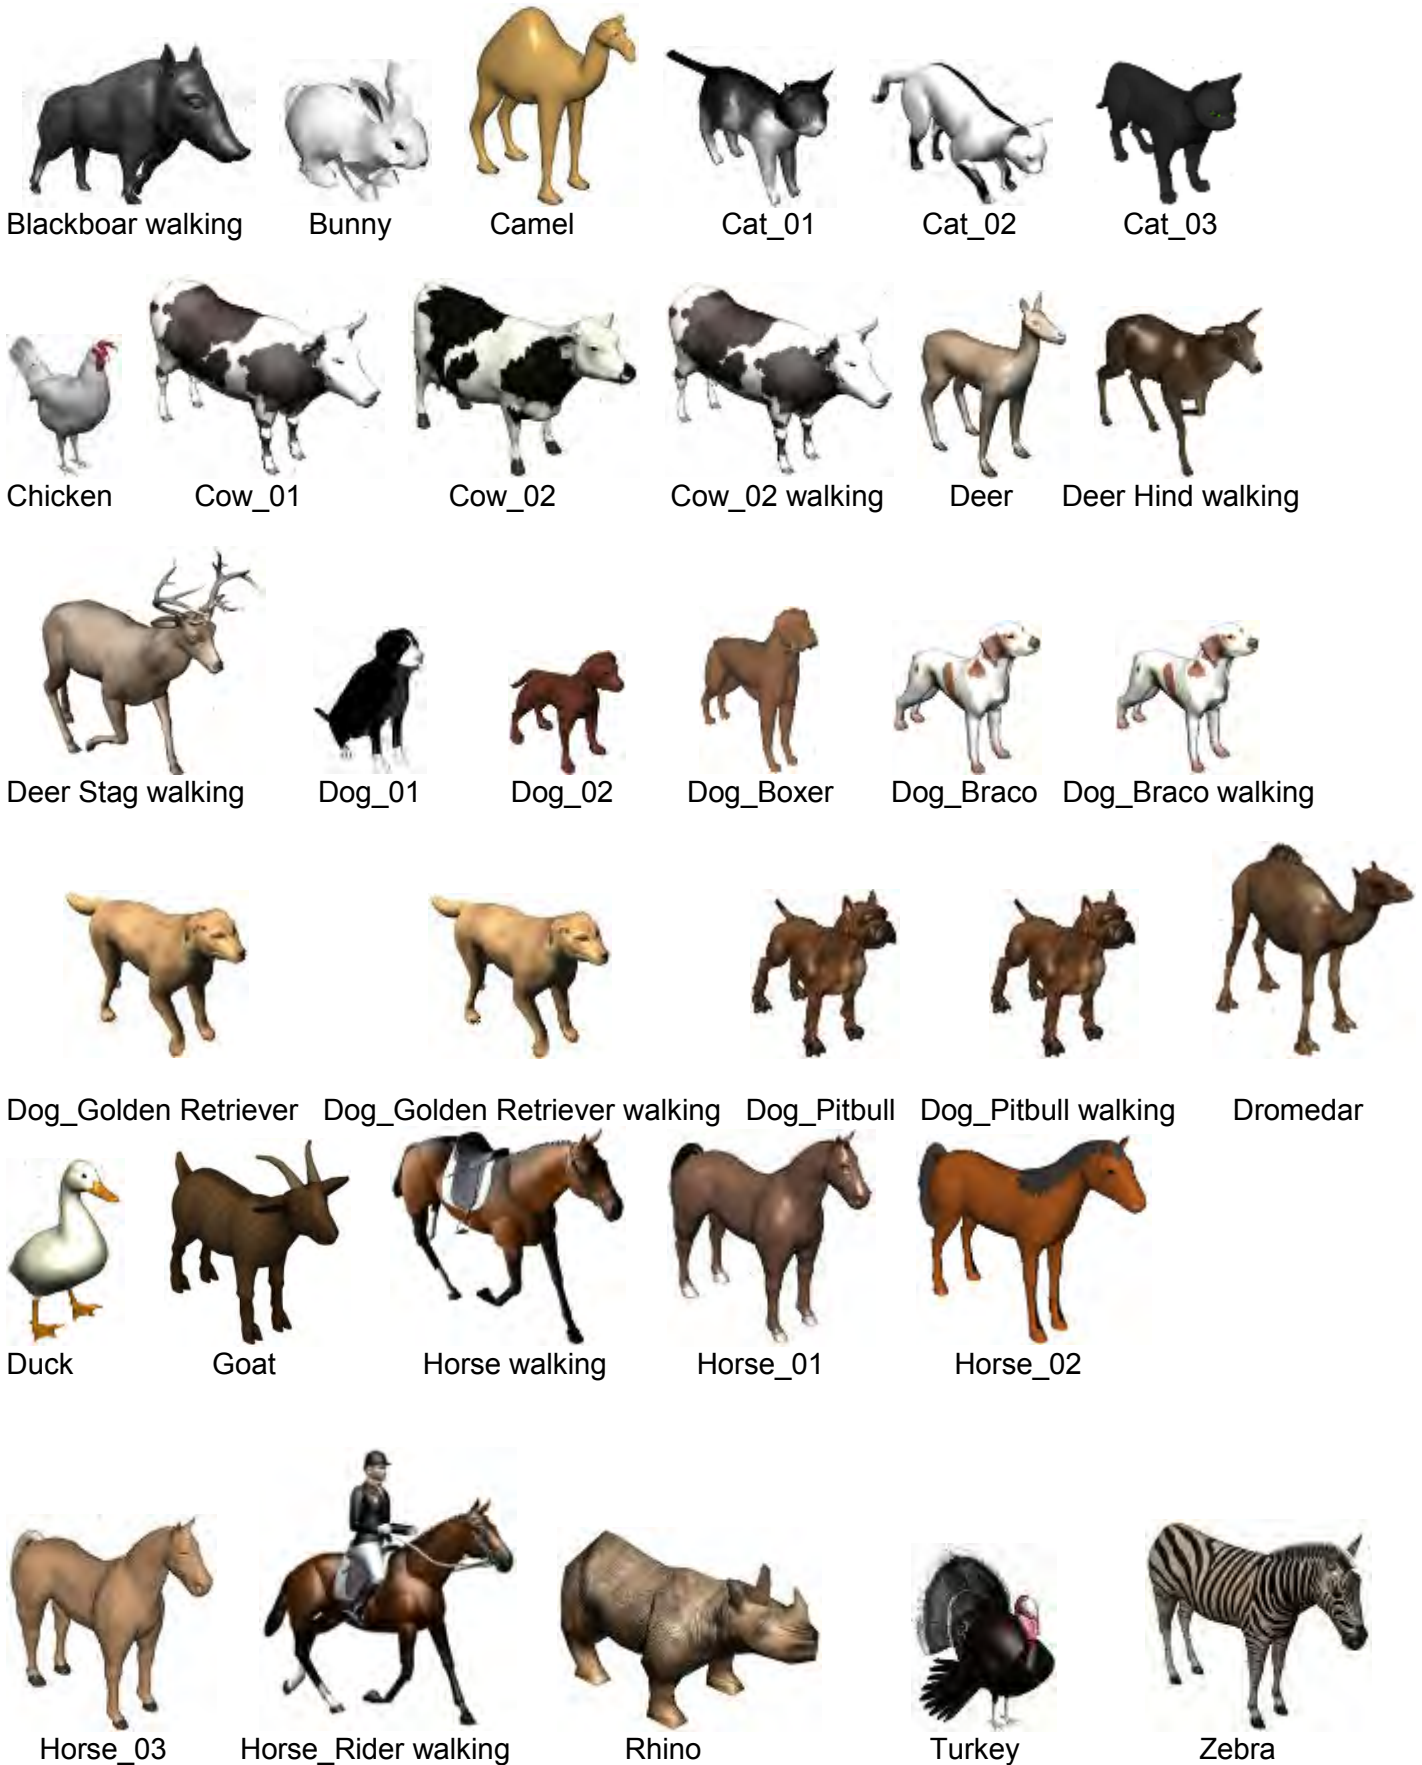 Blackboar walking Bunny Camel Cat_01 Cat_02 Cat_03
Chicken Cow_01 Cow_02 Cow_02 walking Deer Deer Hind walking
Deer Stag walking Dog_01 Dog_02 Dog_Boxer Dog_Braco Dog_Braco walking
Dog_Golden Retriever Dog_Golden Retriever walking Dog_Pitbull Dog_Pitbull walking Dromedar
Duck Goat Horse walking Horse_01 Horse_02
Horse_03 Horse_Rider walking Rhino Turkey Zebra